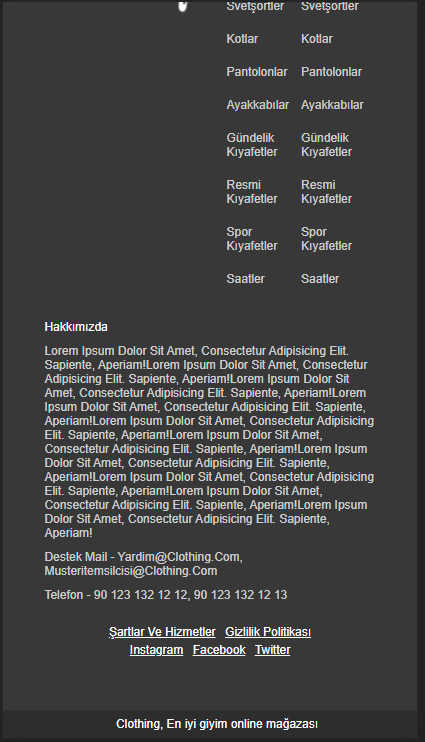 Svetşortler Svetşortler
Kotlar Kotlar
Pantolonlar Pantolonlar
Ayakkabılar Ayakkabılar
Gündelik Gündelik
Kıyafetler Kıyafetler
Resmi Resmi
Kıyafetler Kıyafetler
Spor Spor
Kıyafetler Kıyafetler
Saatler Saatler
Hakkımızda
Lorem Ipsum Dolor Sit Amet, Consectetur Adipisicing Elit.
Sapiente, Aperiam!Lorem Ipsum Dolor Sit Amet, Consectetur
Adipisicing Elit. Sapiente, Aperiam!Lorem Ipsum Dolor Sit
Amet, Consectetur Adipisicing Elit. Sapiente, Aperiam!Lorem
Ipsum Dolor Sit Amet, Consectetur Adipisicing Elit. Sapiente,
Aperiam!Lorem Ipsum Dolor Sit Amet, Consectetur Adipisicing
Elit. Sapiente, Aperiam!Lorem Ipsum Dolor Sit Amet,
Consectetur Adipisicing Elit. Sapiente, Aperiam!Lorem Ipsum
Dolor Sit Amet, Consectetur Adipisicing Elit. Sapiente,
Aperiam!Lorem Ipsum Dolor Sit Amet, Consectetur Adipisicing
Elit. Sapiente, Aperiam!Lorem Ipsum Dolor Sit Amet,
Consectetur Adipisicing Elit. Sapiente, Aperiam!Lorem Ipsum
Dolor Sit Amet, Consectetur Adipisicing Elit. Sapiente,
Aperiam!
Destek Mail - Yardim@Clothing.Com,
Musteritemsilcisi@Clothing.Com
Telefon - 90 123 132 12 12, 90 123 132 12 13
Şartlar Ve Hizmetler Gizlilik Politikası
Instagram Facebook Twitter
Clothing, En iyi giyim online mağazası